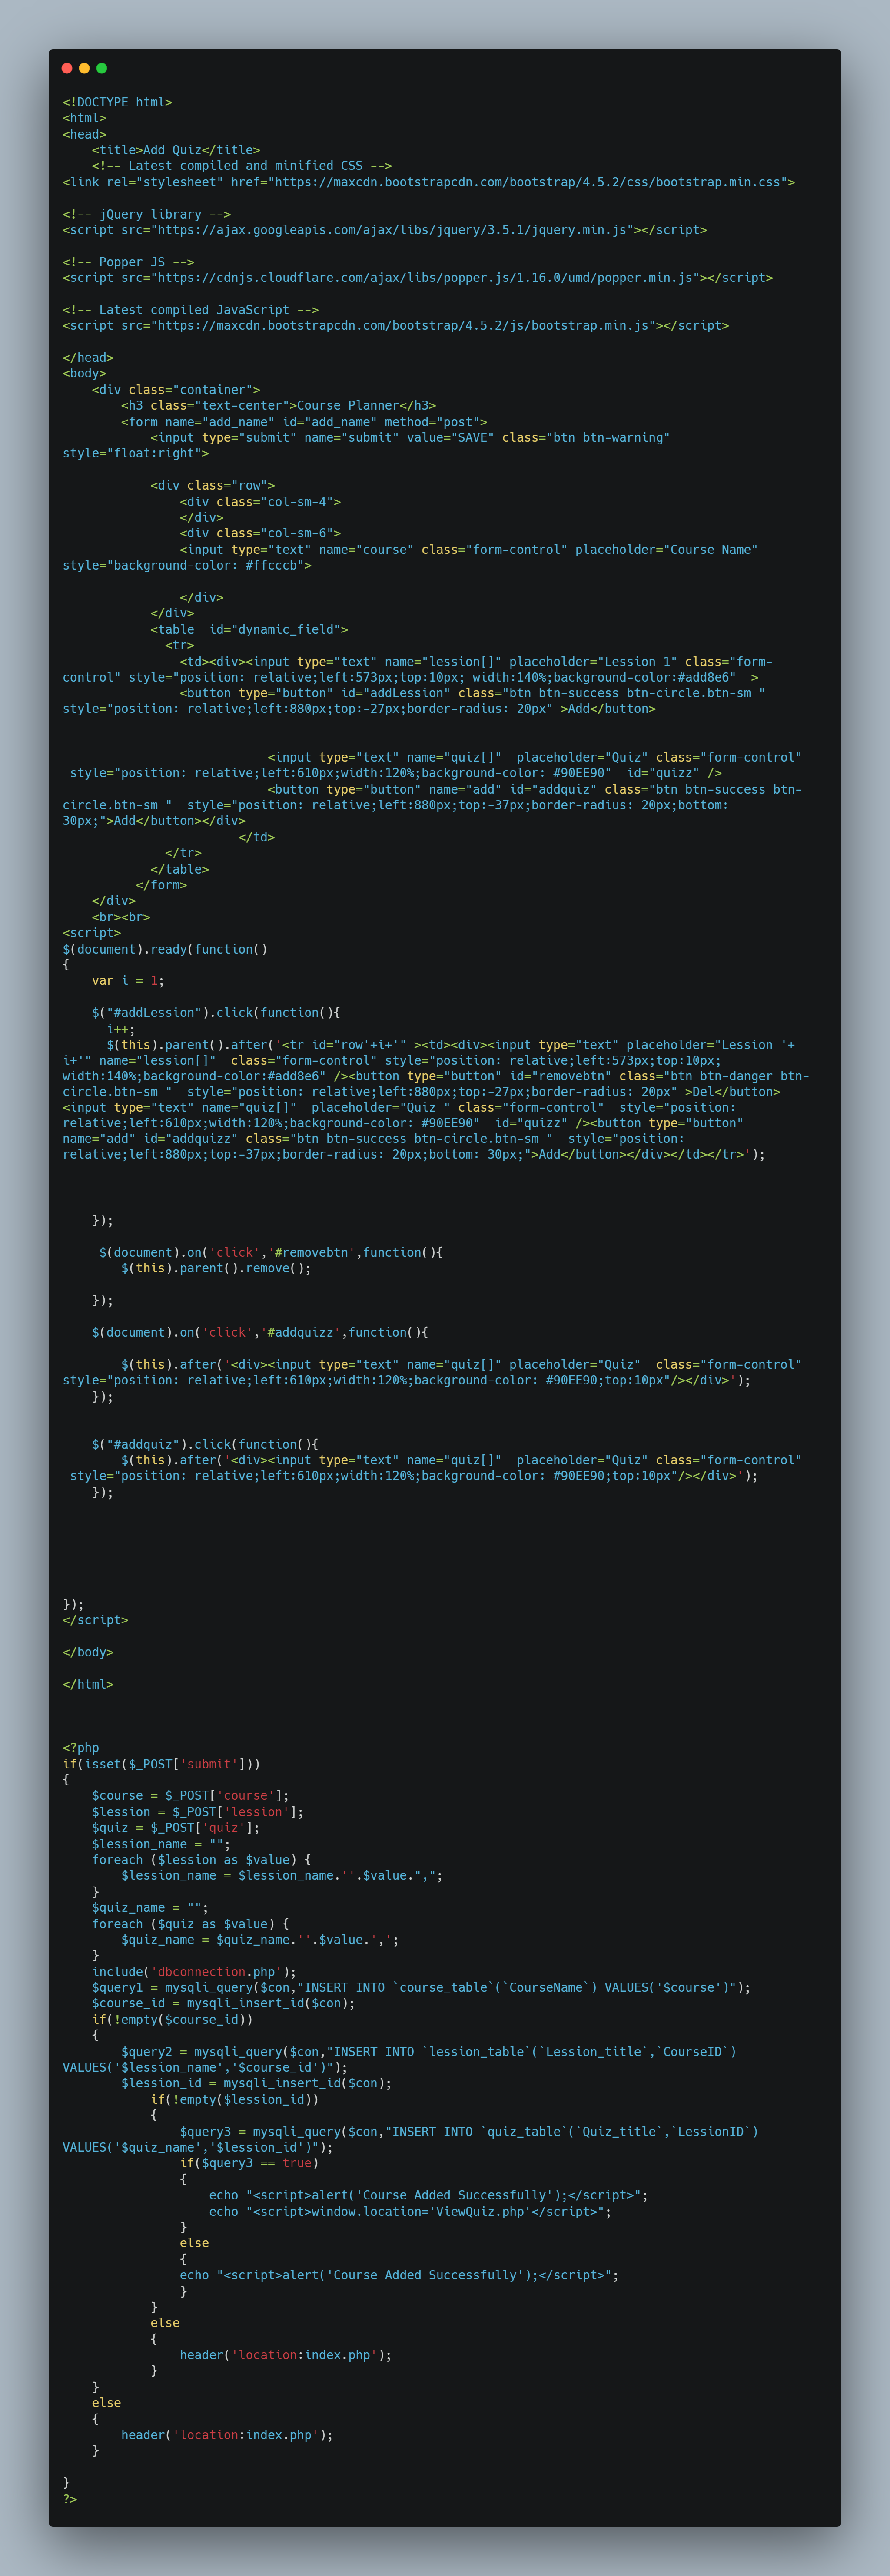 <!DOCTYPE html>
<html>
<head>
    <title>Add Quiz</title>
    <!-- Latest compiled and minified CSS -->
<link rel="stylesheet" href="https://maxcdn.bootstrapcdn.com/bootstrap/4.5.2/css/bootstrap.min.css">

<!-- jQuery library -->
<script src="https://ajax.googleapis.com/ajax/libs/jquery/3.5.1/jquery.min.js"></script>

<!-- Popper JS -->
<script src="https://cdnjs.cloudflare.com/ajax/libs/popper.js/1.16.0/umd/popper.min.js"></script>

<!-- Latest compiled JavaScript -->
<script src="https://maxcdn.bootstrapcdn.com/bootstrap/4.5.2/js/bootstrap.min.js"></script>

</head>
<body>
    <div class="container">
        <h3 class="text-center">Course Planner</h3>
        <form name="add_name" id="add_name" method="post">
            <input type="submit" name="submit" value="SAVE" class="btn btn-warning"
style="float:right">

            <div class="row">
                <div class="col-sm-4">
                </div>
                <div class="col-sm-6">
                <input type="text" name="course" class="form-control" placeholder="Course Name"
style="background-color: #ffcccb">

                </div>
            </div>
            <table  id="dynamic_field">
              <tr>
                <td><div><input type="text" name="lession[]" placeholder="Lession 1" class="form-
control" style="position: relative;left:573px;top:10px; width:140%;background-color:#add8e6"  >
                <button type="button" id="addLession" class="btn btn-success btn-circle.btn-sm "
style="position: relative;left:880px;top:-27px;border-radius: 20px" >Add</button>


                            <input type="text" name="quiz[]"  placeholder="Quiz" class="form-control"
 style="position: relative;left:610px;width:120%;background-color: #90EE90"  id="quizz" />
                            <button type="button" name="add" id="addquiz" class="btn btn-success btn-
circle.btn-sm "  style="position: relative;left:880px;top:-37px;border-radius: 20px;bottom:
30px;">Add</button></div>
                        </td>
              </tr>
            </table>
          </form>
    </div>
    <br><br>
<script>
$(document).ready(function()
{
    var i = 1;

    $("#addLession").click(function(){
      i++;
      $(this).parent().after('<tr id="row'+i+'" ><td><div><input type="text" placeholder="Lession '+
i+'" name="lession[]"  class="form-control" style="position: relative;left:573px;top:10px;
width:140%;background-color:#add8e6" /><button type="button" id="removebtn" class="btn btn-danger btn-
circle.btn-sm "  style="position: relative;left:880px;top:-27px;border-radius: 20px" >Del</button>
<input type="text" name="quiz[]"  placeholder="Quiz " class="form-control"  style="position:
relative;left:610px;width:120%;background-color: #90EE90"  id="quizz" /><button type="button"
name="add" id="addquizz" class="btn btn-success btn-circle.btn-sm "  style="position:
relative;left:880px;top:-37px;border-radius: 20px;bottom: 30px;">Add</button></div></td></tr>');



    });

     $(document).on('click','#removebtn',function(){
        $(this).parent().remove();

    });

    $(document).on('click','#addquizz',function(){

        $(this).after('<div><input type="text" name="quiz[]" placeholder="Quiz"  class="form-control"
style="position: relative;left:610px;width:120%;background-color: #90EE90;top:10px"/></div>');
    });


    $("#addquiz").click(function(){
        $(this).after('<div><input type="text" name="quiz[]"  placeholder="Quiz" class="form-control"
 style="position: relative;left:610px;width:120%;background-color: #90EE90;top:10px"/></div>');
    });






});
</script>

</body>

</html>



<?php
if(isset($_POST['submit']))
{
    $course = $_POST['course'];
    $lession = $_POST['lession'];
    $quiz = $_POST['quiz'];
    $lession_name = "";
    foreach ($lession as $value) {
        $lession_name = $lession_name.''.$value.",";
    }
    $quiz_name = "";
    foreach ($quiz as $value) {
        $quiz_name = $quiz_name.''.$value.',';
    }
    include('dbconnection.php');
    $query1 = mysqli_query($con,"INSERT INTO `course_table`(`CourseName`) VALUES('$course')");
    $course_id = mysqli_insert_id($con);
    if(!empty($course_id))
    {
        $query2 = mysqli_query($con,"INSERT INTO `lession_table`(`Lession_title`,`CourseID`)
VALUES('$lession_name','$course_id')");
        $lession_id = mysqli_insert_id($con);
            if(!empty($lession_id))
            {
                $query3 = mysqli_query($con,"INSERT INTO `quiz_table`(`Quiz_title`,`LessionID`)
VALUES('$quiz_name','$lession_id')");
                if($query3 == true)
                {
                    echo "<script>alert('Course Added Successfully');</script>";
                    echo "<script>window.location='ViewQuiz.php'</script>";
                }
                else
                {
                echo "<script>alert('Course Added Successfully');</script>";
                }
            }
            else
            {
                header('location:index.php');
            }
    }
    else
    {
        header('location:index.php');
    }

}
?>